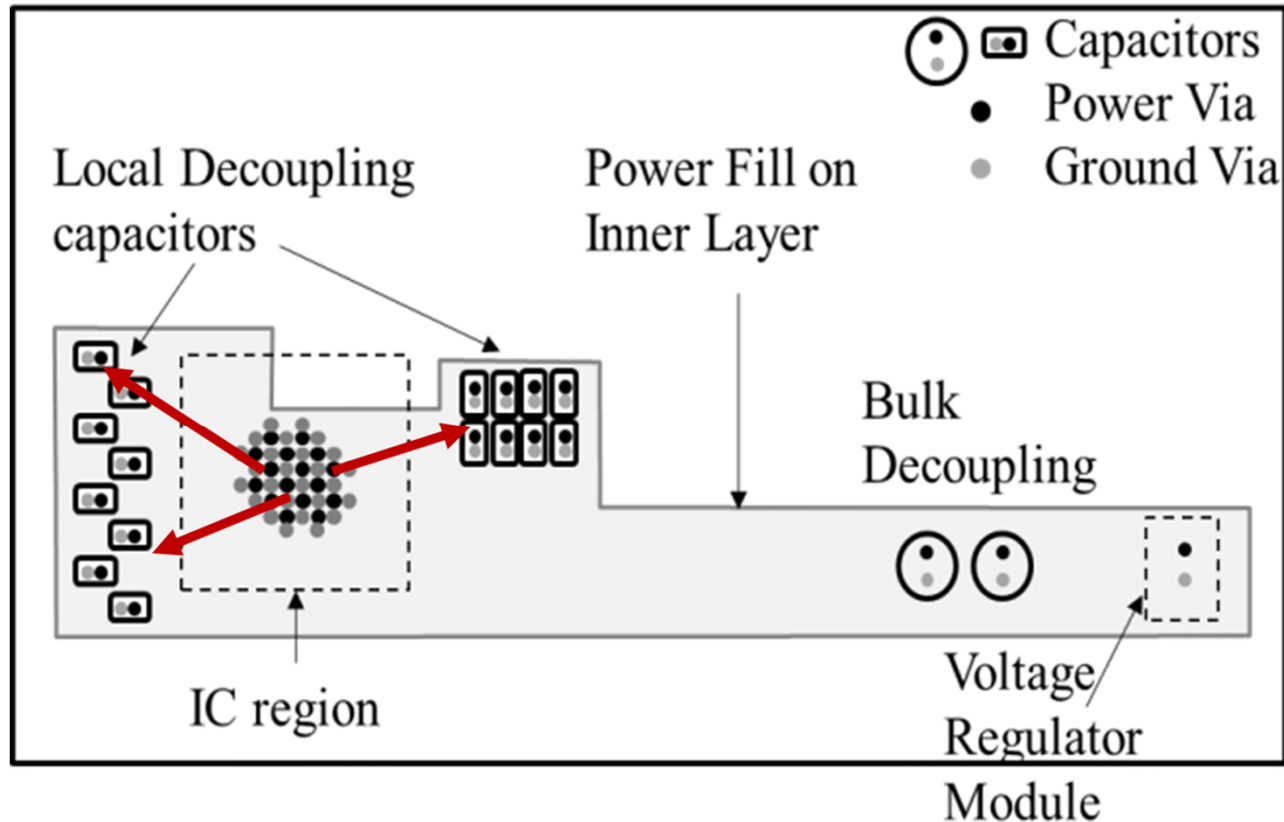 Capacitors
Power Via
Ground Via
Local Decoupling
capacitors
Power Fill on
Inner Layer
Bulk
Decoupling
IC region
Voltage
Regulator
Module